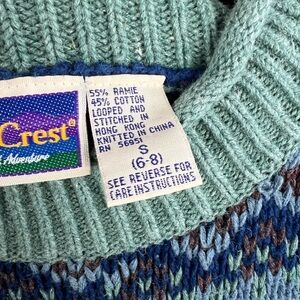 Crest®
Adventure
55% RAMIE
45% COTTON
LOOPED AND
STITCHED IN
HONG KONG
KNITTED IN CHINA
RN 56951
S
(6-8)
SEE REVERSE FOR
CARE INSTRUCTIONS